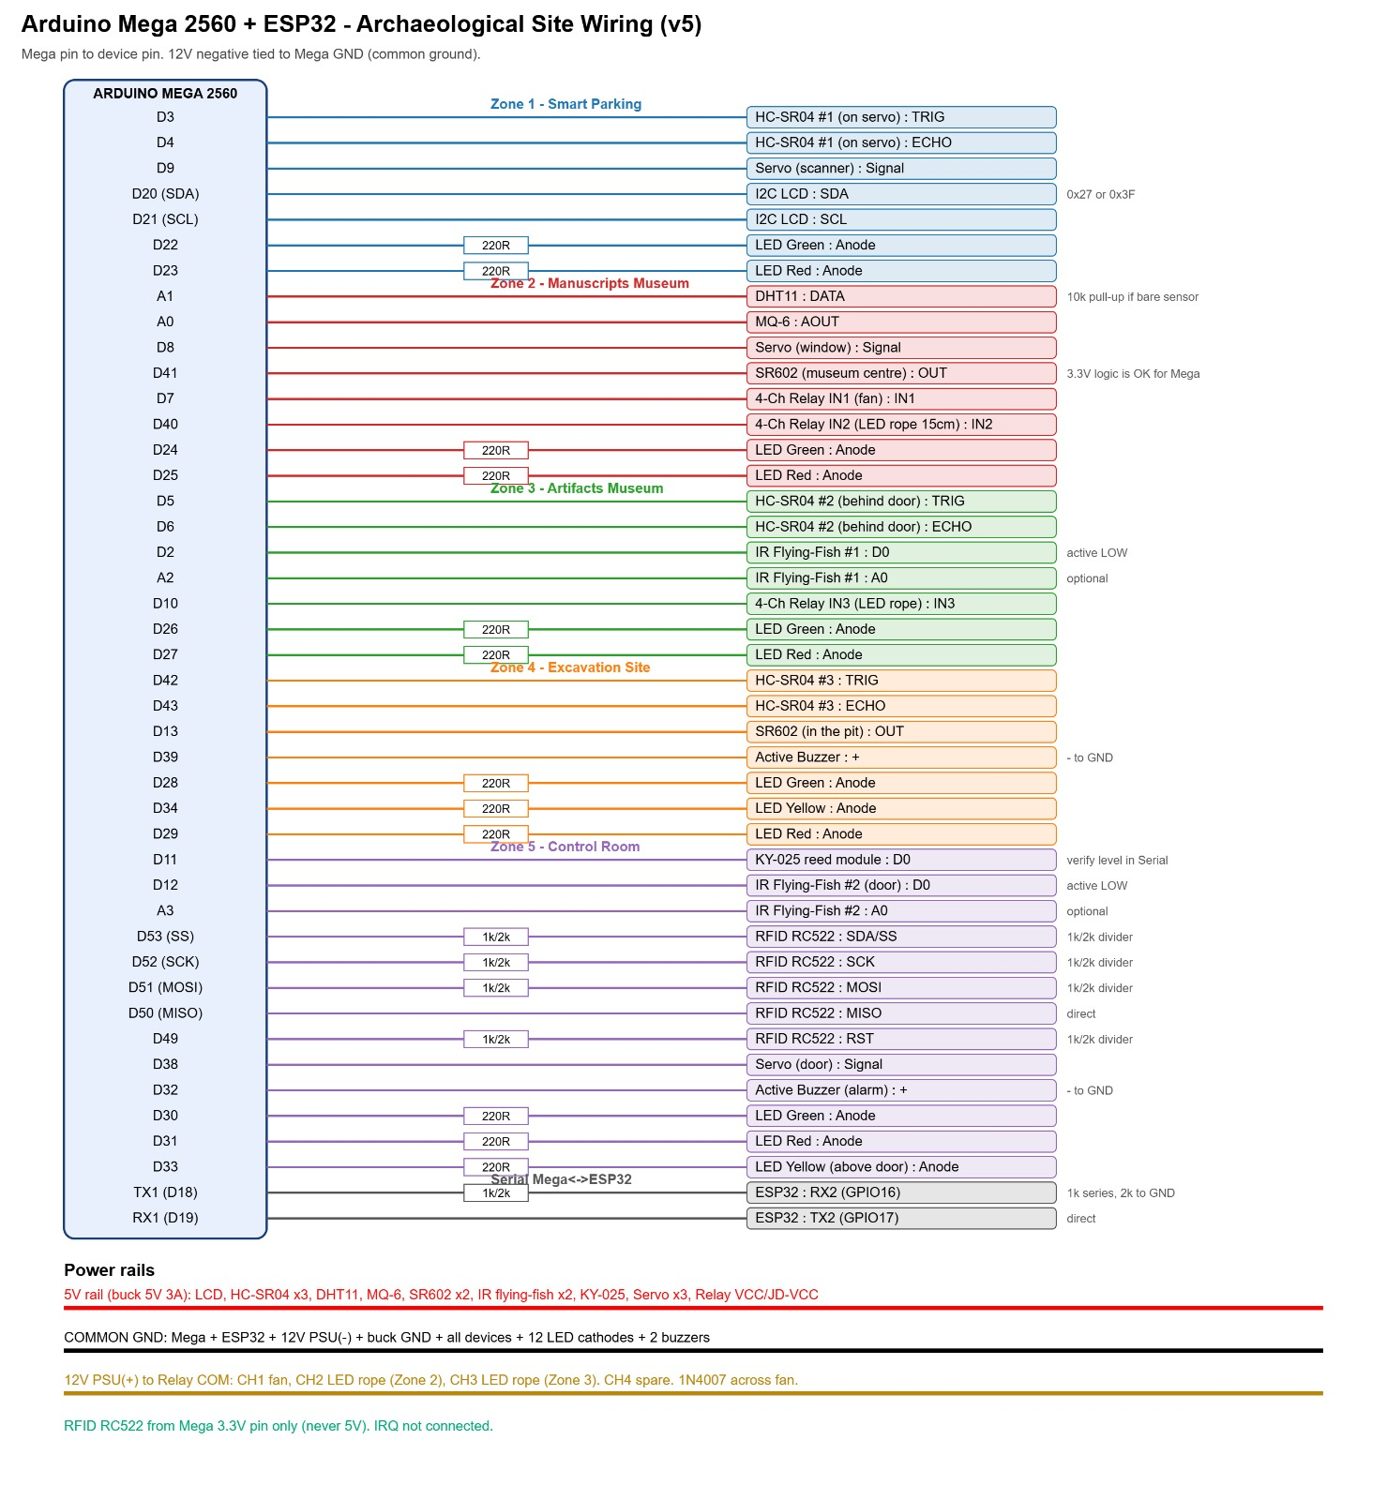 Arduino Mega 2560 + ESP32 - Archaeological Site Wiring (v5)
Mega pin to device pin. 12V negative tied to Mega GND (common ground).
ARDUINO MEGA 2560
Zone 1 - Smart Parking
D3 HC-SR04 #1 (on servo) : TRIG
D4 HC-SR04 #1 (on servo) : ECHO
D9 Servo (scanner) : Signal
D20 (SDA) I2C LCD : SDA 0x27 or 0x3F
D21 (SCL) I2C LCD : SCL
D22 220R LED Green : Anode
D23 220R LED Red : Anode
Zone 2 - Manuscripts Museum
A1 DHT11 : DATA 10k pull-up if bare sensor
A0 MQ-6 : AOUT
D8 Servo (window) : Signal
D41 SR602 (museum centre) : OUT 3.3V logic is OK for Mega
D7 4-Ch Relay IN1 (fan) : IN1
D40 4-Ch Relay IN2 (LED rope 15cm) : IN2
D24 220R LED Green : Anode
D25 220R LED Red : Anode
Zone 3 - Artifacts Museum
D5 HC-SR04 #2 (behind door) : TRIG
D6 HC-SR04 #2 (behind door) : ECHO
D2 IR Flying-Fish #1 : D0 active LOW
A2 IR Flying-Fish #1 : A0 optional
D10 4-Ch Relay IN3 (LED rope) : IN3
D26 220R LED Green : Anode
D27 220R LED Red : Anode
Zone 4 - Excavation Site
D42 HC-SR04 #3 : TRIG
D43 HC-SR04 #3 : ECHO
D13 SR602 (in the pit) : OUT
D39 Active Buzzer : + - to GND
D28 220R LED Green : Anode
D34 220R LED Yellow : Anode
D29 220R LED Red : Anode
Zone 5 - Control Room
D11 KY-025 reed module : D0 verify level in Serial
D12 IR Flying-Fish #2 (door) : D0 active LOW
A3 IR Flying-Fish #2 : A0 optional
D53 (SS) 1k/2k RFID RC522 : SDA/SS 1k/2k divider
D52 (SCK) 1k/2k RFID RC522 : SCK 1k/2k divider
D51 (MOSI) 1k/2k RFID RC522 : MOSI 1k/2k divider
D50 (MISO) RFID RC522 : MISO direct
D49 1k/2k RFID RC522 : RST 1k/2k divider
D38 Servo (door) : Signal
D32 Active Buzzer (alarm) : + - to GND
D30 220R LED Green : Anode
D31 220R LED Red : Anode
D33 220R LED Yellow (above door) : Anode
Serial Mega<->ESP32
TX1 (D18) 1k/2k ESP32 : RX2 (GPIO16) 1k series, 2k to GND
RX1 (D19) ESP32 : TX2 (GPIO17) direct
Power rails
5V rail (buck 5V 3A): LCD, HC-SR04 x3, DHT11, MQ-6, SR602 x2, IR flying-fish x2, KY-025, Servo x3, Relay VCC/JD-VCC
COMMON GND: Mega + ESP32 + 12V PSU(-) + buck GND + all devices + 12 LED cathodes + 2 buzzers
12V PSU(+) to Relay COM: CH1 fan, CH2 LED rope (Zone 2), CH3 LED rope (Zone 3). CH4 spare. 1N4007 across fan.
RFID RC522 from Mega 3.3V pin only (never 5V). IRQ not connected.